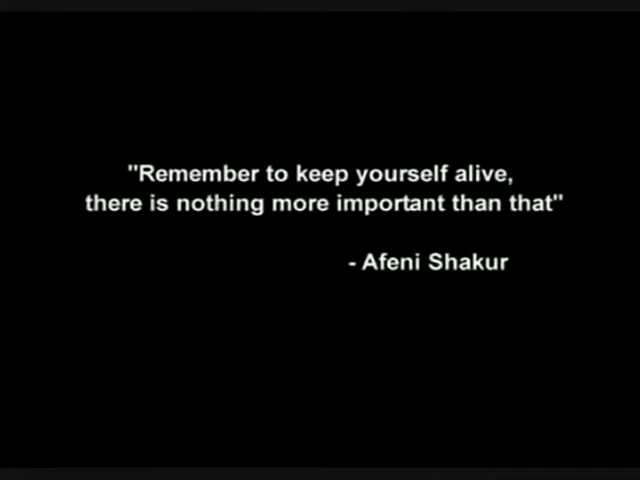 "Remember to keep yourself alive,
there is nothing more important than that"
- Afeni Shakur